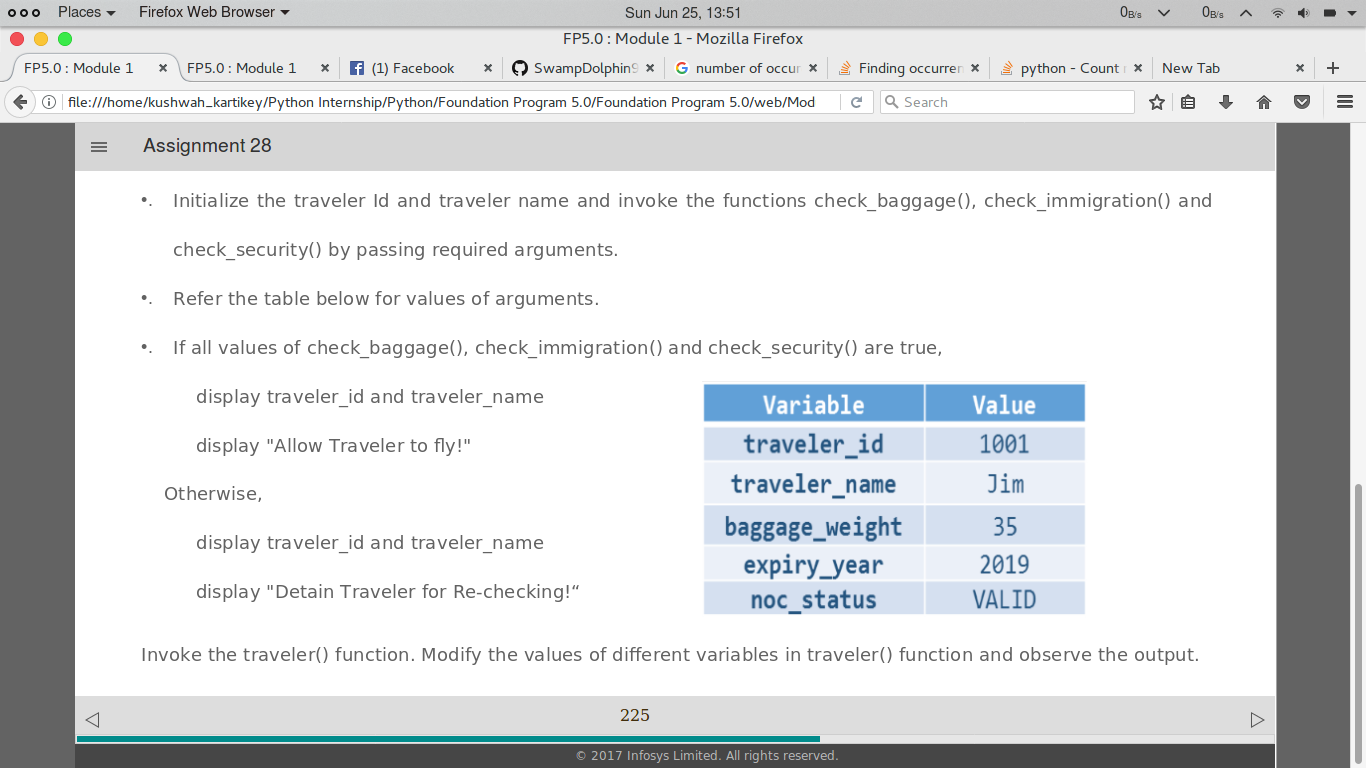 Places Firefox Web Browser Sun Jun 25, 13:51 0B/s 0B/s
FP5.0 : Module 1 - Mozilla Firefox
FP5.0 : Module 1 FP5.0 : Module 1 (1) Facebook SwampDolphin9 number of occur Finding occurren python - Count New Tab
file:///home/kushwah_kartikey/Python Internship/Python/Foundation Program 5.0/Foundation Program 5.0/web/Mod Search
Assignment 28
•. Initialize the traveler Id and traveler name and invoke the functions check_baggage(), check_immigration() and
check_security() by passing required arguments.
•. Refer the table below for values of arguments.
•. If all values of check_baggage(), check_immigration() and check_security() are true,
display traveler_id and traveler_name
display "Allow Traveler to fly!"
Otherwise,
display traveler_id and traveler_name
display "Detain Traveler for Re-checking!“
Variable Value
traveler_id 1001
traveler_name Jim
baggage_weight 35
expiry_year 2019
noc_status VALID
Invoke the traveler() function. Modify the values of different variables in traveler() function and observe the output.
225
© 2017 Infosys Limited. All rights reserved.